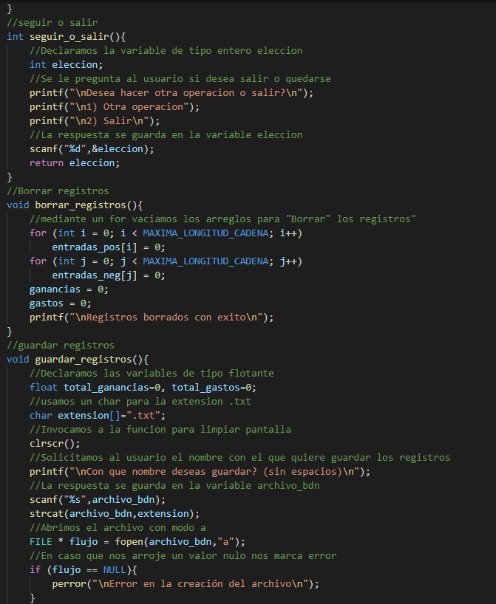 }
//seguir o salir
int seguir_o_salir(){
//Declaramos la variable de tipo entero eleccion
int eleccion;
//Se le pregunta al usuario si desea salir o quedarse
printf("\nDesea hacer otra operacion o salir?\n");
printf("\n1) Otra operacion");
printf("\n2) Salir\n");
//La respuesta se guarda en la variable eleccion
scanf("%d",&eleccion);
return eleccion;
}
//Borrar registros
void borrar_registros(){
//mediante un for vaciamos los arreglos para "Borrar" los registros"
for (int i = 0; i < MAXIMA_LONGITUD_CADENA; i++)
entradas_pos[i] = 0;
for (int j = 0; j < MAXIMA_LONGITUD_CADENA; j++)
entradas_neg[j] = 0;
ganancias = 0;
gastos = 0;
printf("\nRegistros borrados con exito\n");
}
//guardar registros
void guardar_registros(){
//Declaramos las variables de tipo flotante
float total_ganancias=0, total_gastos=0;
//usamos un char para la extension .txt
char extension[]=".txt";
//Invocamos a la funcion para limpiar pantalla
clrscr();
//Solicitamos al usuario el nombre con el que quiere guardar los registros
printf("\nCon que nombre deseas guardar? (sin espacios)\n");
//La respuesta se guarda en la variable archivo_bdn
scanf("%s",archivo_bdn);
strcat(archivo_bdn,extension);
//Abrimos el archivo con modo a
FILE * flujo = fopen(archivo_bdn,"a");
//En caso que nos arroje un valor nulo nos marca error
if (flujo == NULL){
perror("\nError en la creación del archivo\n");
}